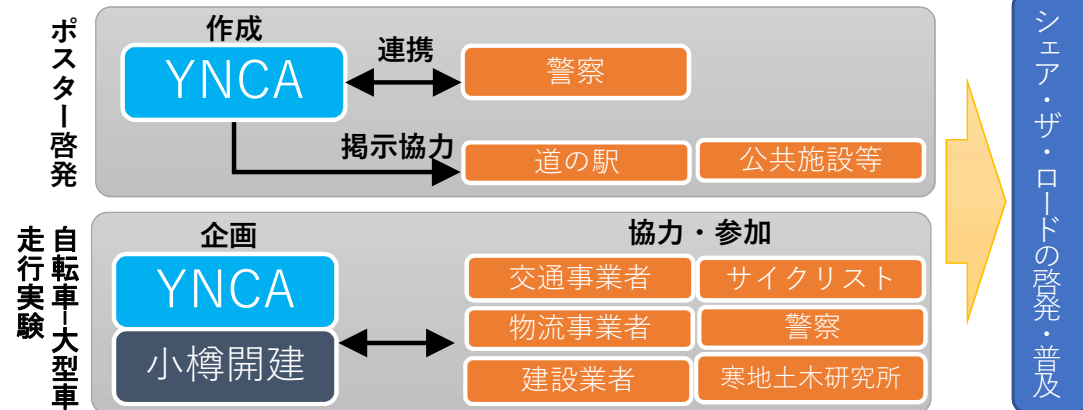 ポスター啓発
作成
YNCA
連携
警察
掲示協力
道の駅
公共施設等
自転車-大型車
走行実験
企画
YNCA
小樽開建
協力・参加
交通事業者
サイクリスト
物流事業者
警察
建設業者
寒地土木研究所
シェア・ザ・ロードの啓発・普及